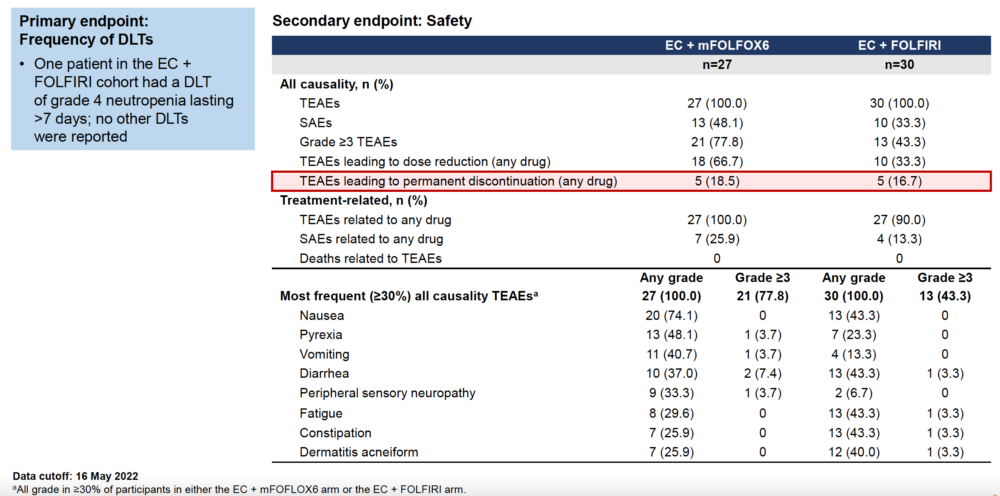 Primary endpoint:
Frequency of DLTs
• One patient in the EC +
FOLFIRI cohort had a DLT
of grade 4 neutropenia lasting
>7 days; no other DLTs
were reported
Secondary endpoint: Safety
EC + mFOLFOX6 EC + FOLFIRI
n=27 n=30
All causality, n (%)
TEAEs 27 (100.0) 30 (100.0)
SAEs 13 (48.1) 10 (33.3)
Grade ≥3 TEAEs 21 (77.8) 13 (43.3)
TEAEs leading to dose reduction (any drug) 18 (66.7) 10 (33.3)
TEAEs leading to permanent discontinuation (any drug) 5 (18.5) 5 (16.7)
Treatment-related, n (%)
TEAEs related to any drug 27 (100.0) 27 (90.0)
SAEs related to any drug 7 (25.9) 4 (13.3)
Deaths related to TEAEs 0 0
Any grade Grade ≥3 Any grade Grade ≥3
Most frequent (≥30%) all causality TEAEsᵃ 27 (100.0) 21 (77.8) 30 (100.0) 13 (43.3)
Nausea 20 (74.1) 0 13 (43.3) 0
Pyrexia 13 (48.1) 1 (3.7) 7 (23.3) 0
Vomiting 11 (40.7) 1 (3.7) 4 (13.3) 0
Diarrhea 10 (37.0) 2 (7.4) 13 (43.3) 1 (3.3)
Peripheral sensory neuropathy 9 (33.3) 1 (3.7) 2 (6.7) 0
Fatigue 8 (29.6) 0 13 (43.3) 1 (3.3)
Constipation 7 (25.9) 0 13 (43.3) 1 (3.3)
Dermatitis acneiform 7 (25.9) 0 12 (40.0) 1 (3.3)
Data cutoff: 16 May 2022
ᵃAll grade in ≥30% of participants in either the EC + mFOFLOX6 arm or the EC + FOLFIRI arm.